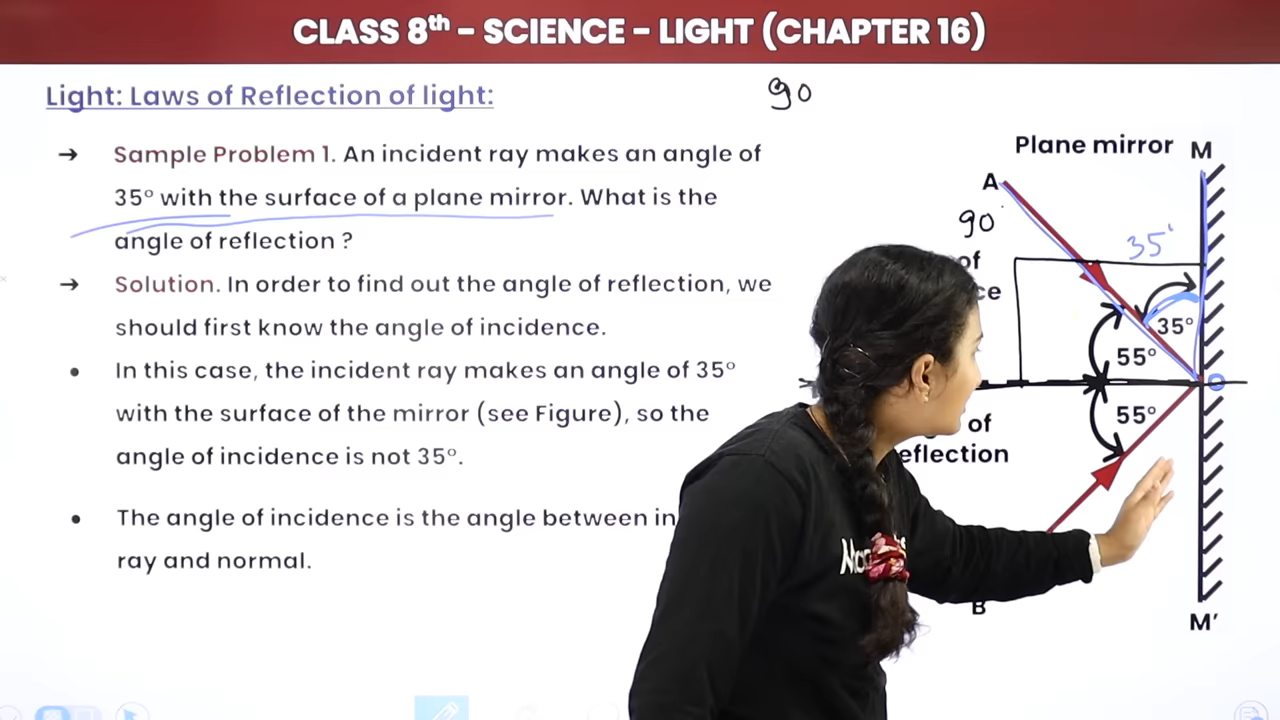 CLASS 8th – SCIENCE – LIGHT (CHAPTER 16)
Light: Laws of Reflection of light:
90
→ Sample Problem 1. An incident ray makes an angle of
35° with the surface of a plane mirror. What is the
angle of reflection ?
→ Solution. In order to find out the angle of reflection, we
should first know the angle of incidence.
• In this case, the incident ray makes an angle of 35°
with the surface of the mirror (see Figure), so the
angle of incidence is not 35°.
• The angle of incidence is the angle between in
ray and normal.
Plane mirror M
A
90
35°
of
ce
35°
55°
O
55°
of
eflection
B
M'